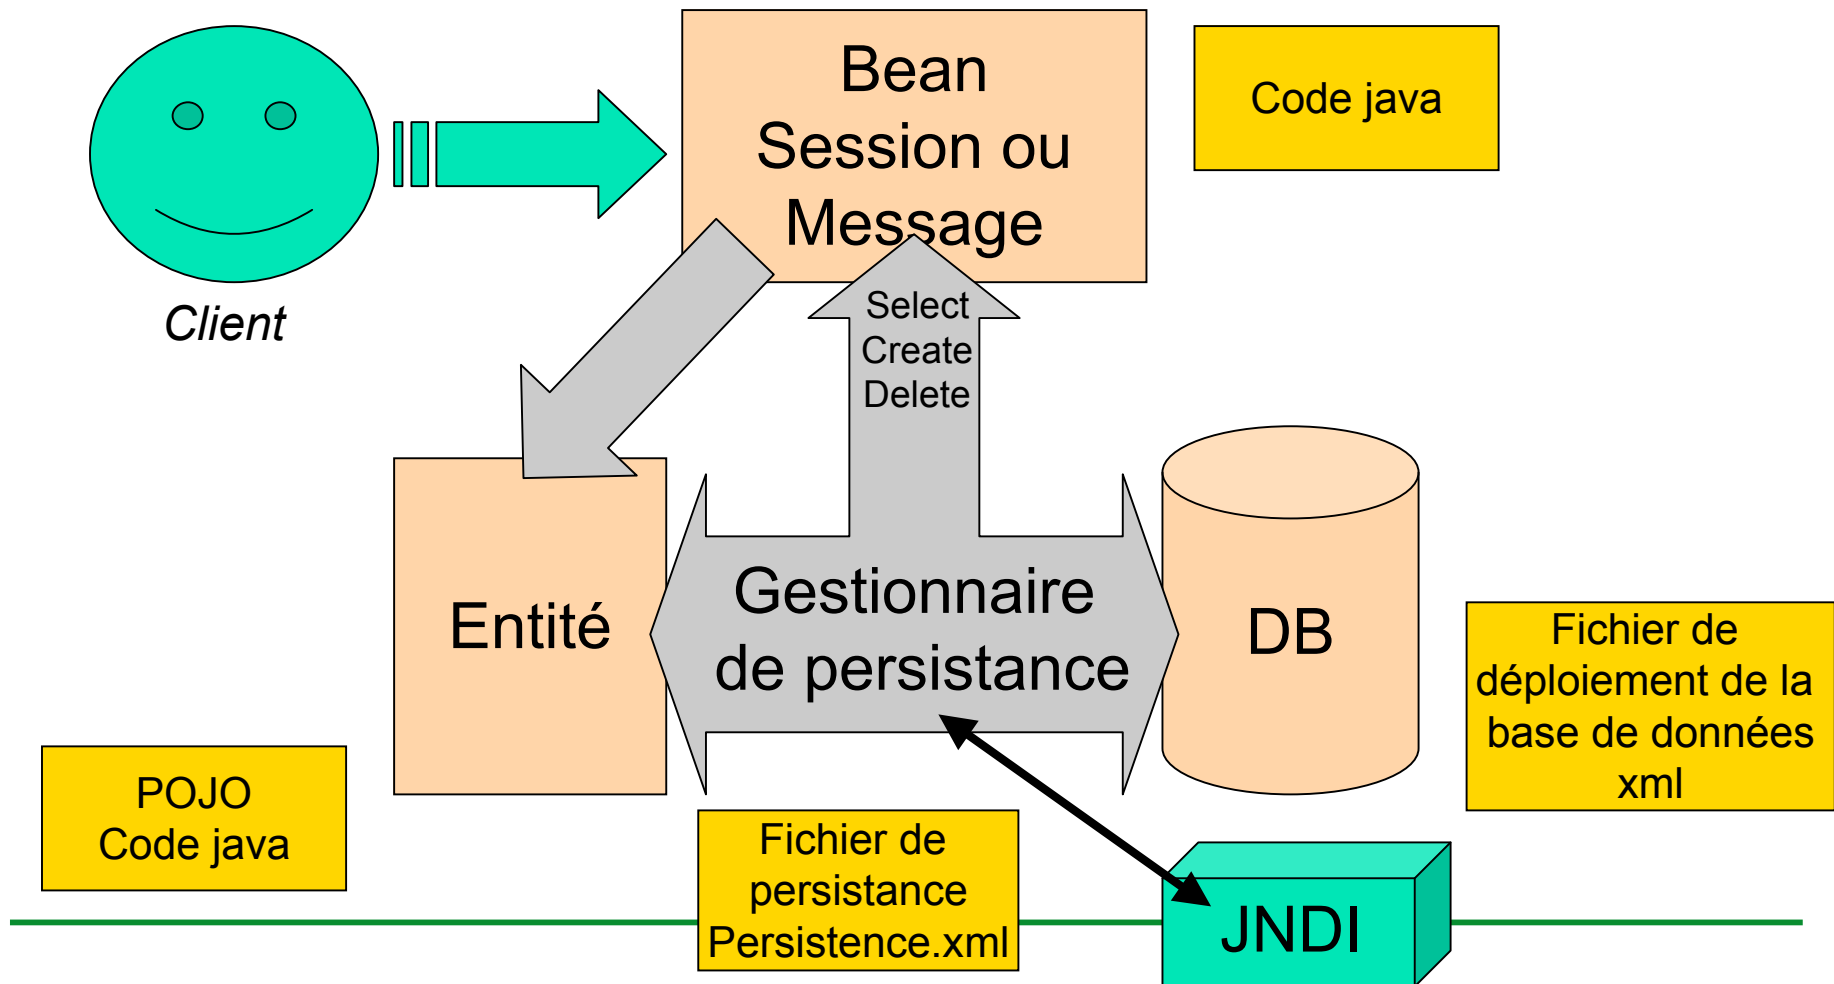 Bean
Session ou
Message
Code java
Client
Select
Create
Delete
Entité
Gestionnaire
de persistance
DB
Fichier de
déploiement de la
base de données
xml
POJO
Code java
Fichier de
persistance
Persistence.xml
JNDI